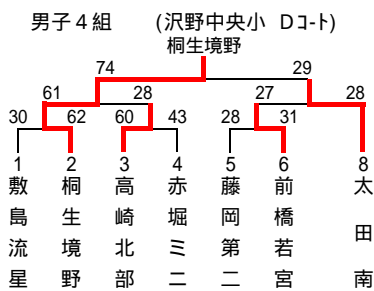 男子４組 (沢野中央小 Dｺｰﾄ)
桐生境野
74 29
61 28 27 28
30 62 60 43 28 31
1 2 3 4 5 6 8
敷島流星
桐生境野
高崎北部
赤堀ミニ
藤岡第二
前橋若宮
太田南